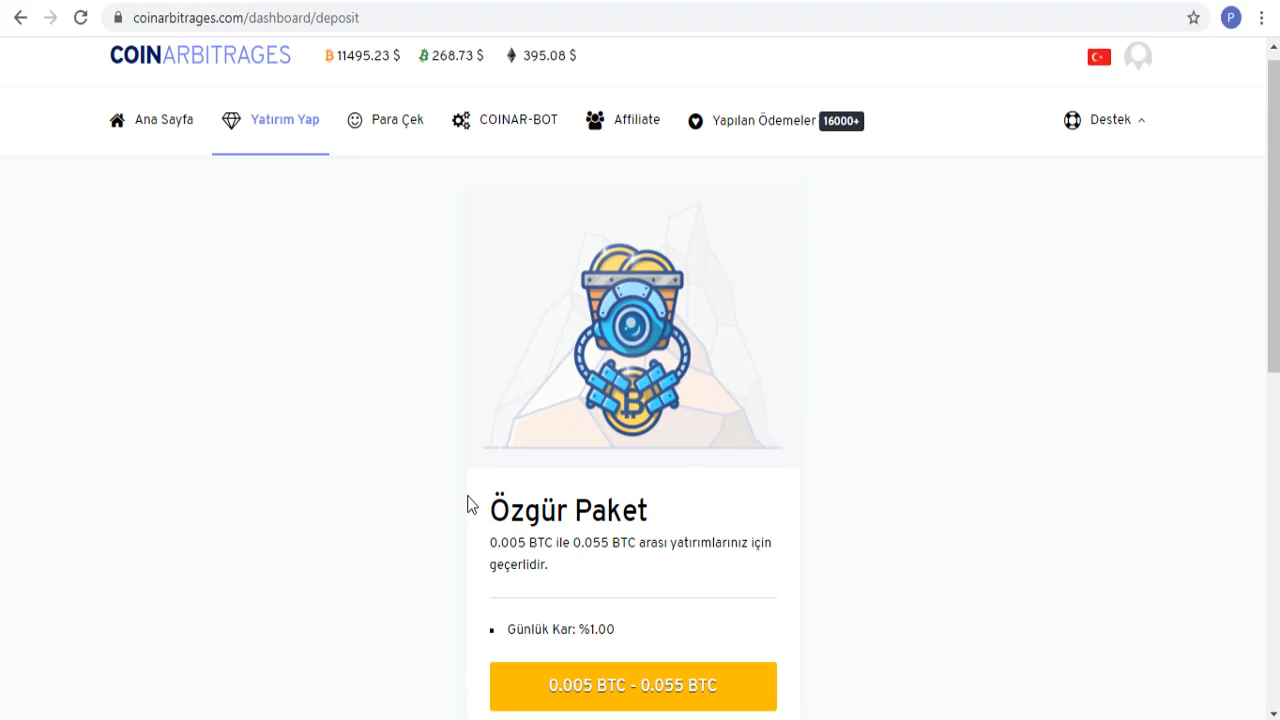 coinarbitrages.com/dashboard/deposit
P
COINARBITRAGES 11495.23 $ 268.73 $ 395.08 $
Ana Sayfa Yatırım Yap Para Çek COINAR-BOT Affiliate Yapılan Ödemeler 16000+ Destek
Özgür Paket
0.005 BTC ile 0.055 BTC arası yatırımlarınız için
geçerlidir.
Günlük Kar: %1.00
0.005 BTC - 0.055 BTC